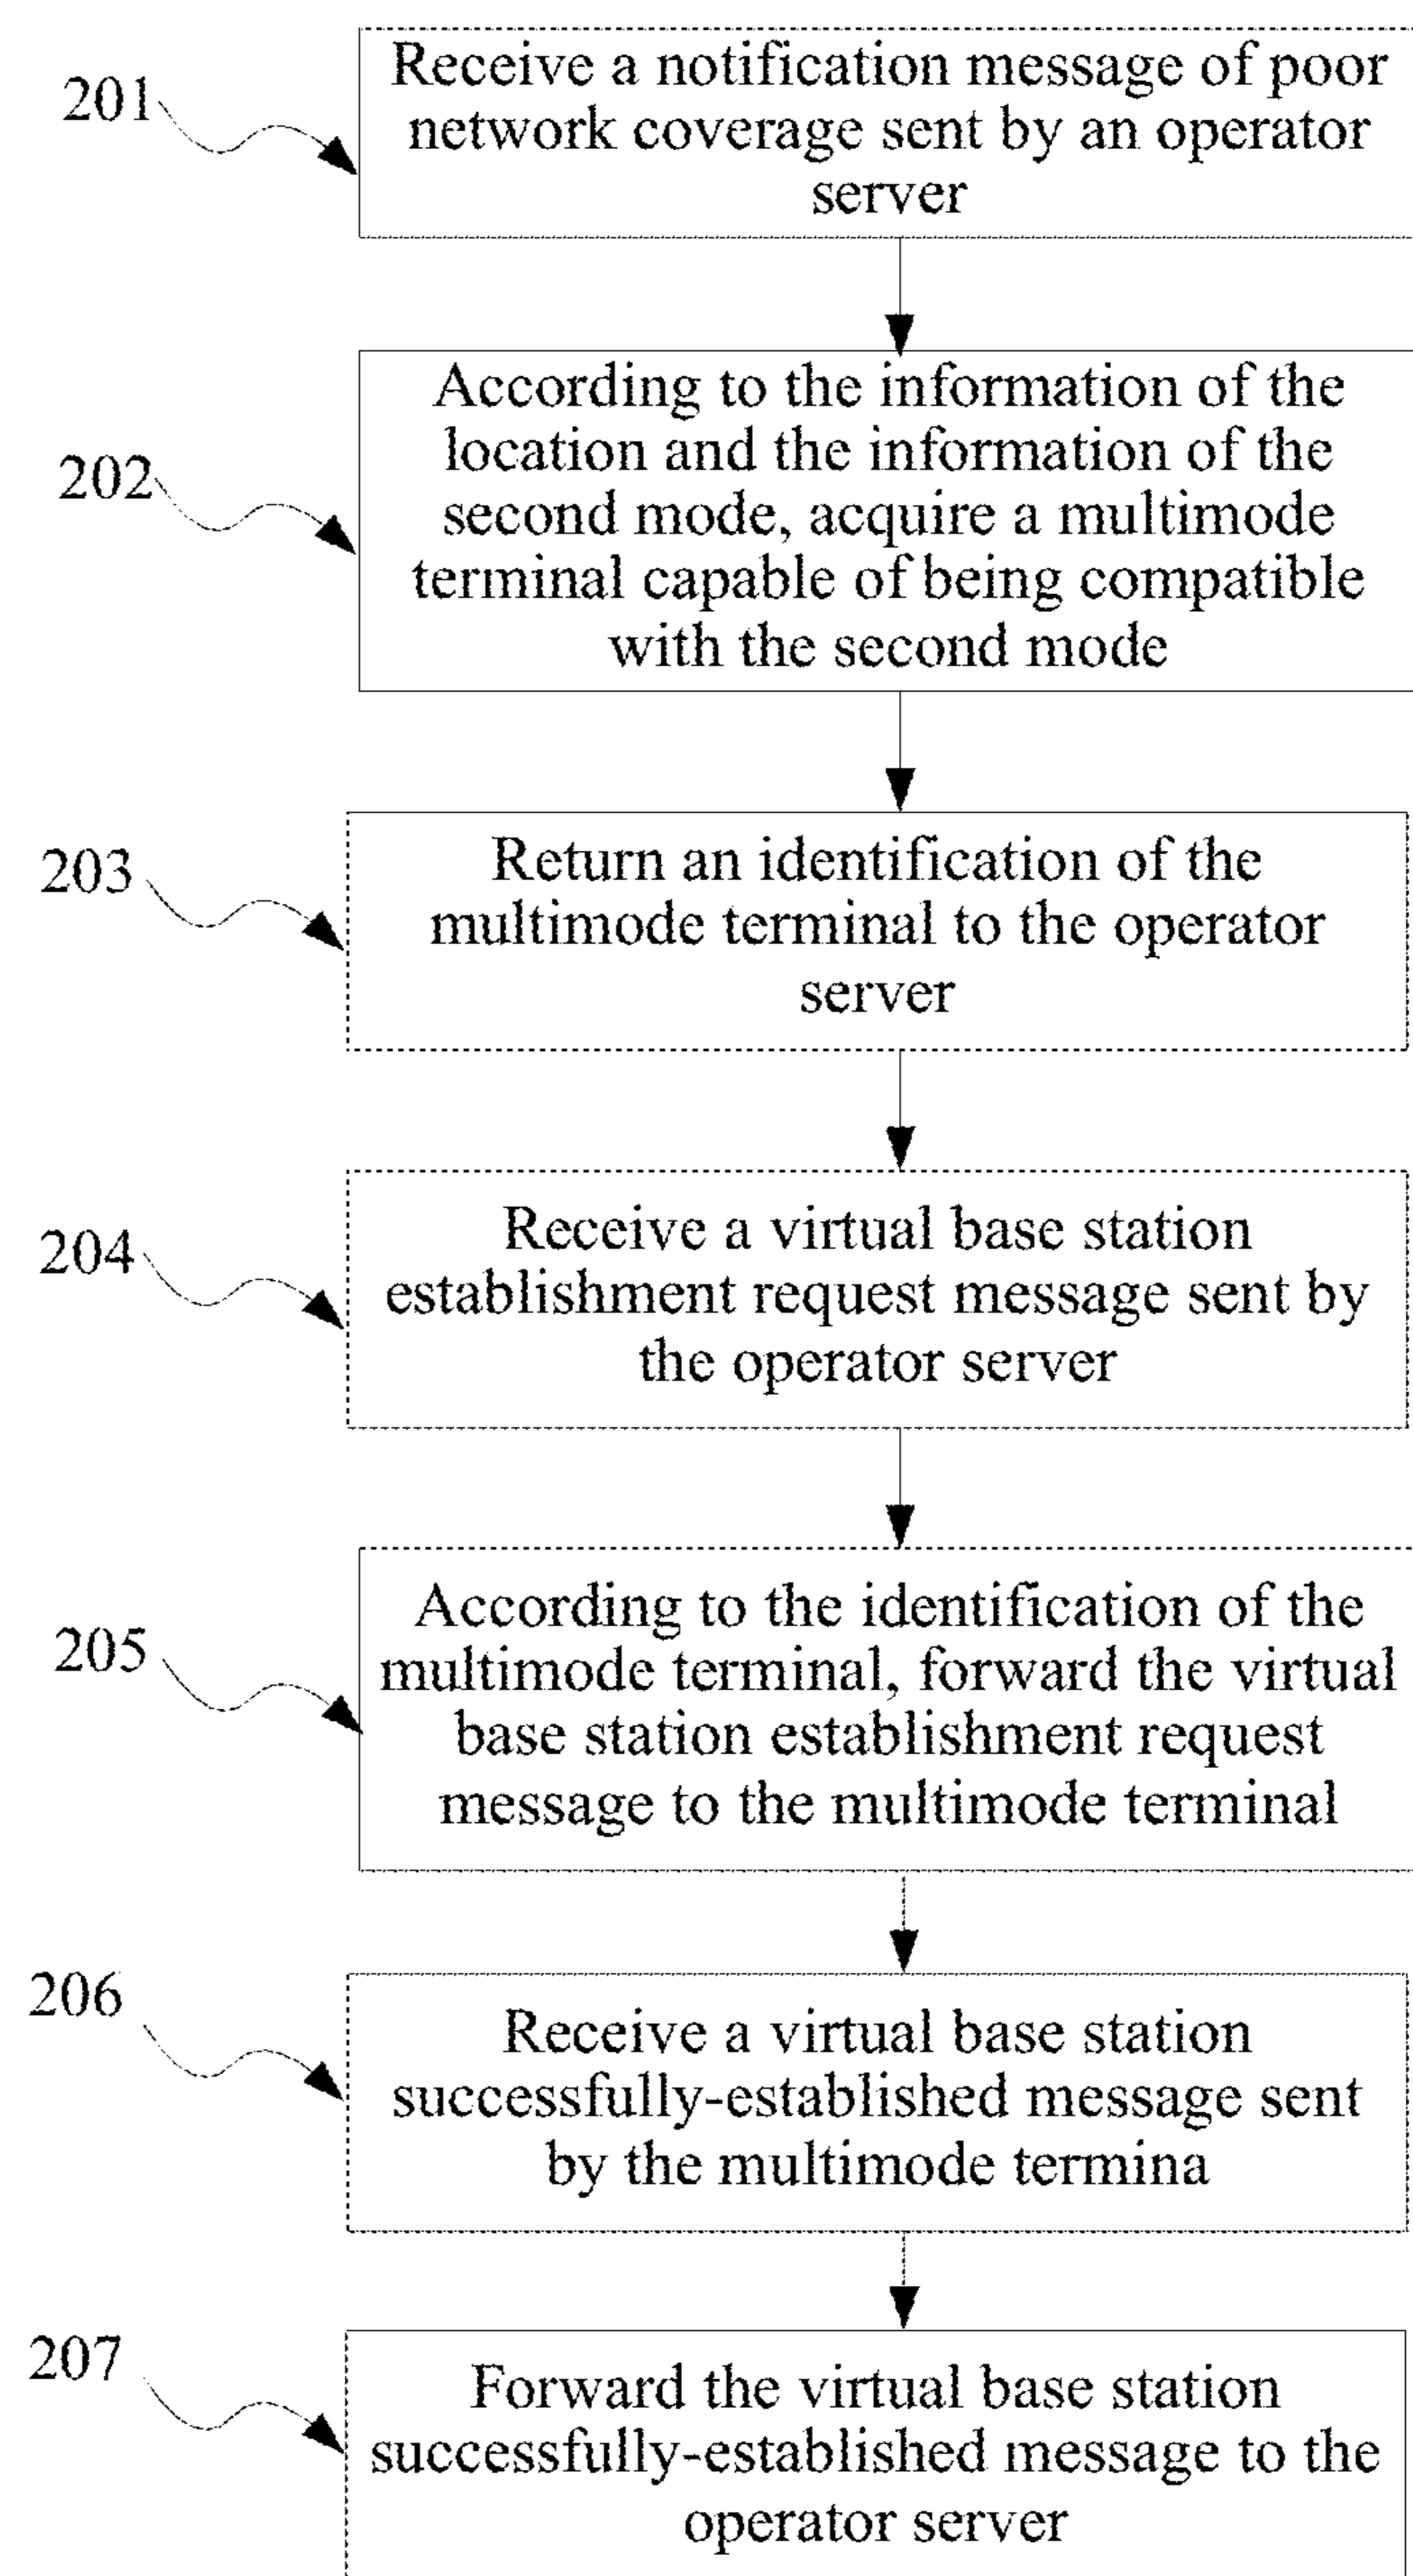 201
Receive a notification message of poor
network coverage sent by an operator
server
202
According to the information of the
location and the information of the
second mode, acquire a multimode
terminal capable of being compatible
with the second mode
203
Return an identification of the
multimode terminal to the operator
server
204
Receive a virtual base station
establishment request message sent by
the operator server
205
According to the identification of the
multimode terminal, forward the virtual
base station establishment request
message to the multimode terminal
206
Receive a virtual base station
successfully-established message sent
by the multimode termina
207
Forward the virtual base station
successfully-established message to the
operator server